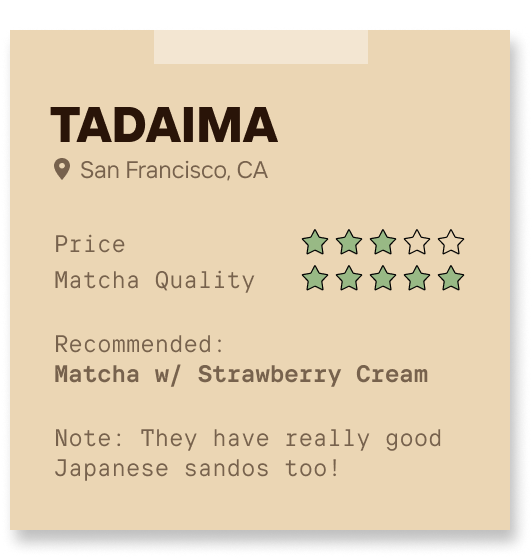 TADAIMA
San Francisco, CA
Price
Matcha Quality
Recommended:
Matcha w/ Strawberry Cream
Note: They have really good
Japanese sandos too!